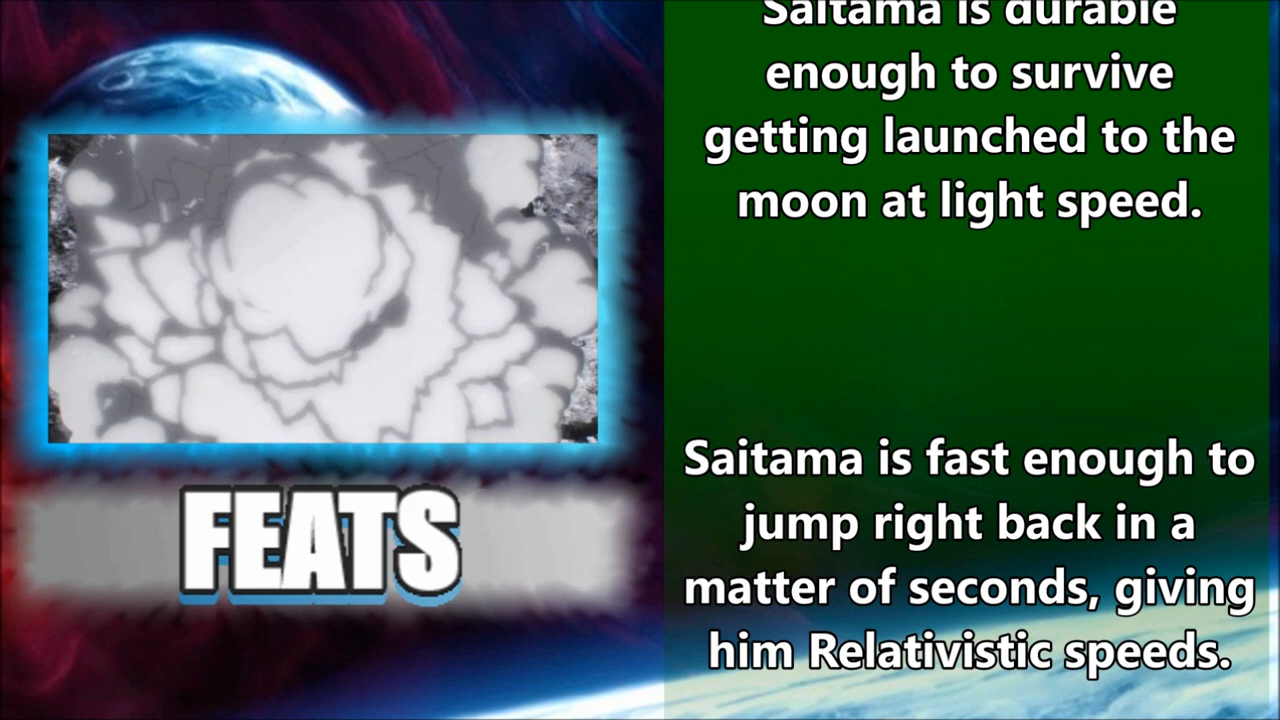 Saitama is durable
enough to survive
getting launched to the
moon at light speed.
Saitama is fast enough to
jump right back in a
matter of seconds, giving
him Relativistic speeds.
FEATS